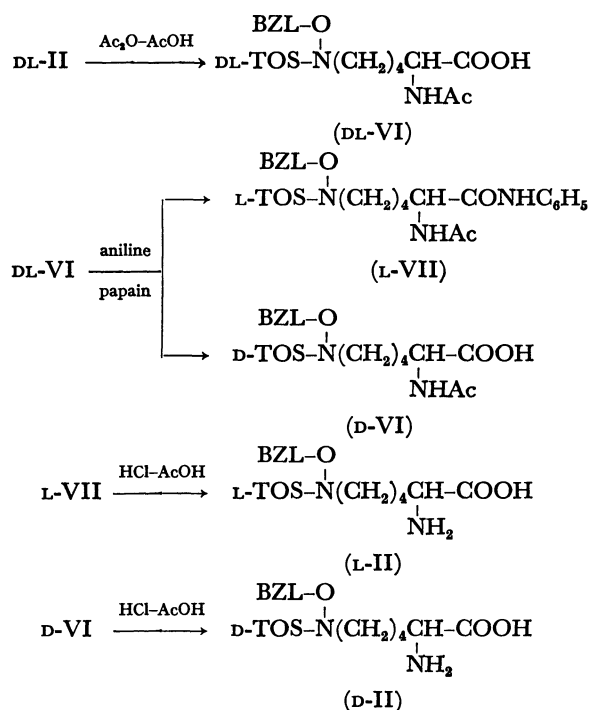 BZL–O
DL-II Ac₂O–AcOH DL-TOS–N(CH₂)₄CH–COOH
NHAc
(DL-VI)
BZL–O
L-TOS–N(CH₂)₄CH–CONHC₆H₅
NHAc
(L-VII)
DL-VI aniline
papain
BZL–O
D-TOS–N(CH₂)₄CH–COOH
NHAc
(D-VI)
BZL–O
L-VII HCl–AcOH L-TOS–N(CH₂)₄CH–COOH
NH₂
(L-II)
BZL–O
D-VI HCl–AcOH D-TOS–N(CH₂)₄CH–COOH
NH₂
(D-II)